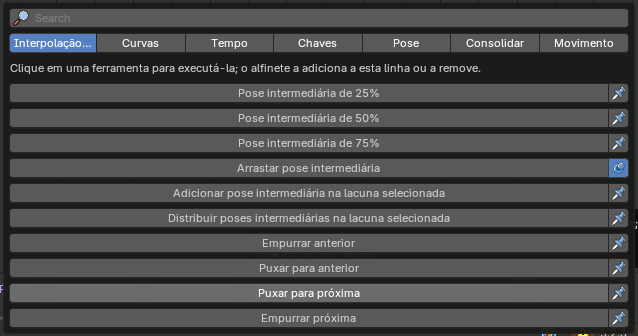 Search
Interpolação... Curvas Tempo Chaves Pose Consolidar Movimento
Clique em uma ferramenta para executá-la; o alfinete a adiciona a esta linha ou a remove.
Pose intermediária de 25%
Pose intermediária de 50%
Pose intermediária de 75%
Arrastar pose intermediária
Adicionar pose intermediária na lacuna selecionada
Distribuir poses intermediárias na lacuna selecionada
Empurrar anterior
Puxar para anterior
Puxar para próxima
Empurrar próxima